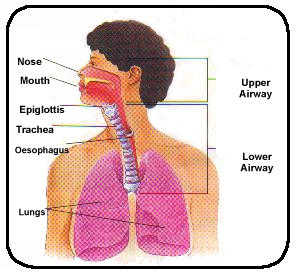 Nose
Mouth
Epiglottis
Trachea
Oesophagus
Lungs
Upper
Airway
Lower
Airway